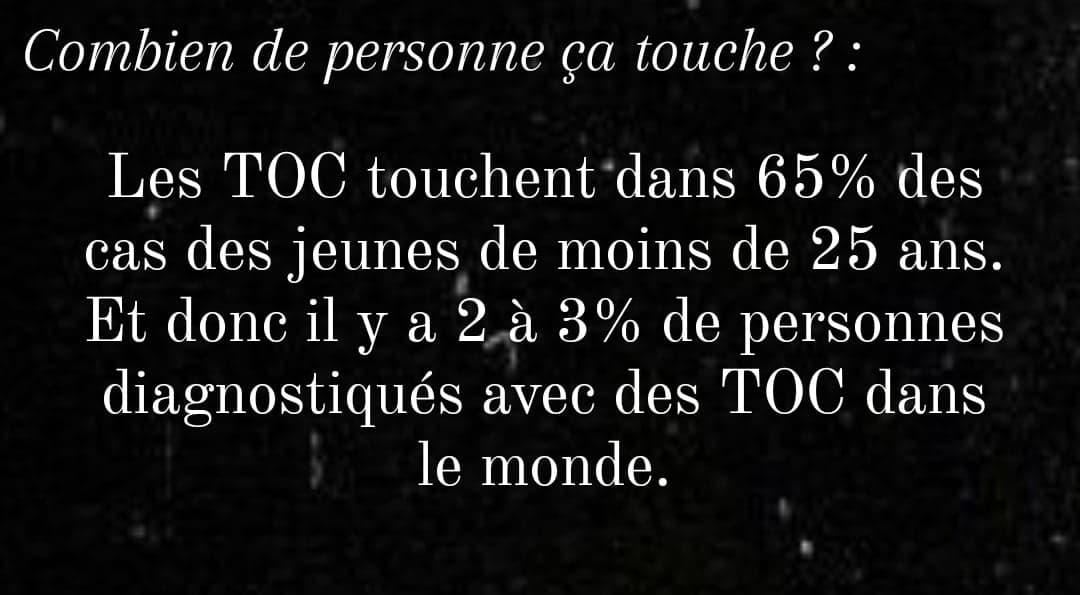 Combien de personne ça touche ? :
Les TOC touchent dans 65% des
cas des jeunes de moins de 25 ans.
Et donc il y a 2 à 3% de personnes
diagnostiqués avec des TOC dans
le monde.